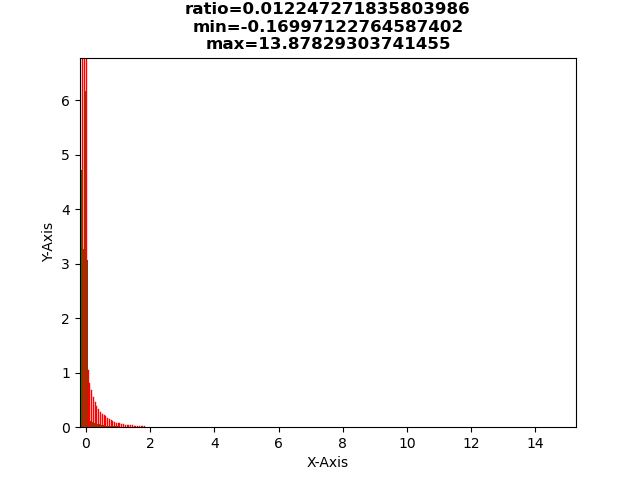 ratio=0.012247271835803986
min=-0.16997122764587402
max=13.87829303741455
6
5
4
3
2
1
0
Y-Axis
0 2 4 6 8 10 12 14
X-Axis